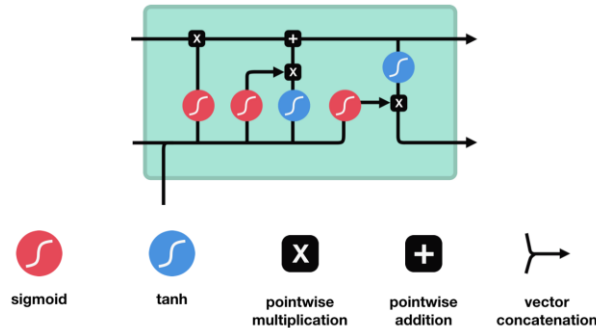 X
+
X
X
X
+
sigmoid
tanh
pointwise
multiplication
pointwise
addition
vector
concatenation